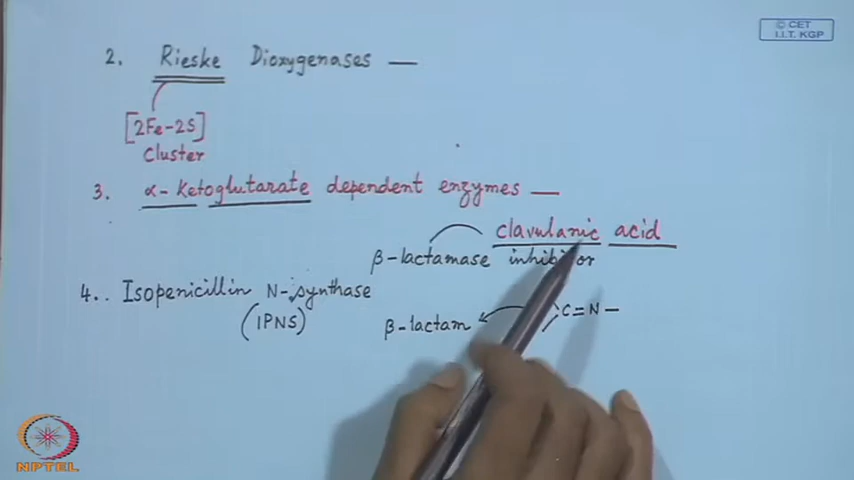 © CET
I.I.T. KGP
2. Rieske Dioxygenases —
[2Fe-2S]
Cluster
3. α-Ketoglutarate dependent enzymes —
clavulanic acid
β-lactamase inhibitor
4.. Isopenicillin N-synthase
(IPNS)
β-lactam
C=N-
NPTEL